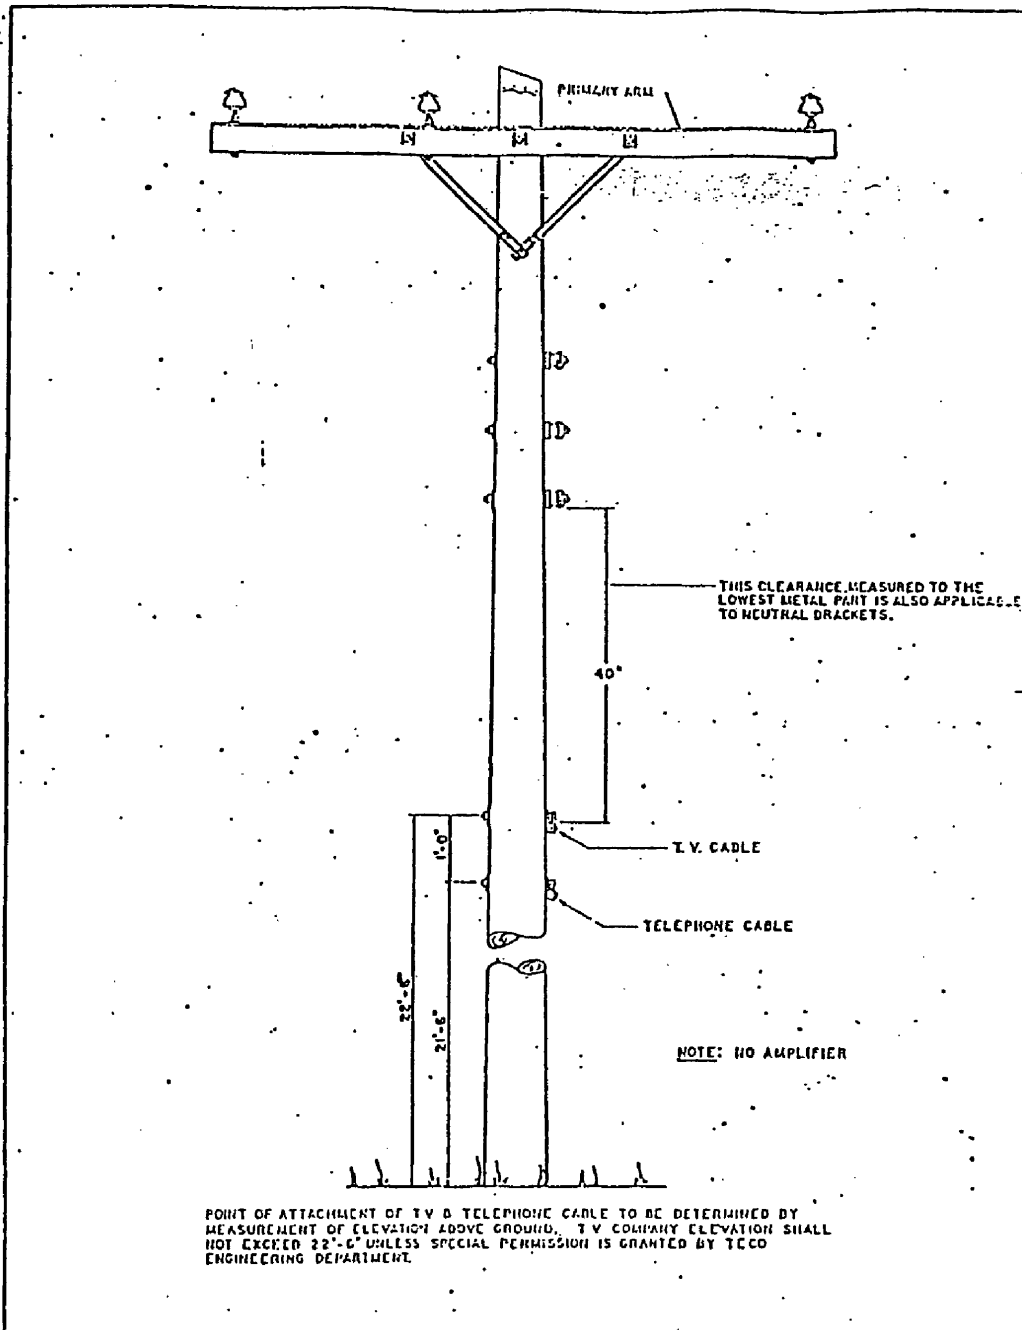 PRIMARY ARM
THIS CLEARANCE, MEASURED TO THE
LOWEST METAL PART IS ALSO APPLICABLE
TO NEUTRAL BRACKETS.
40"
1'-0"
T. V. CABLE
TELEPHONE CABLE
22'-6"
21'-6"
NOTE: NO AMPLIFIER
POINT OF ATTACHMENT OF T V & TELEPHONE CABLE TO BE DETERMINED BY
MEASUREMENT OF ELEVATION ABOVE GROUND. T V COMPANY ELEVATION SHALL
NOT EXCEED 22'-6" UNLESS SPECIAL PERMISSION IS GRANTED BY TECO
ENGINEERING DEPARTMENT.